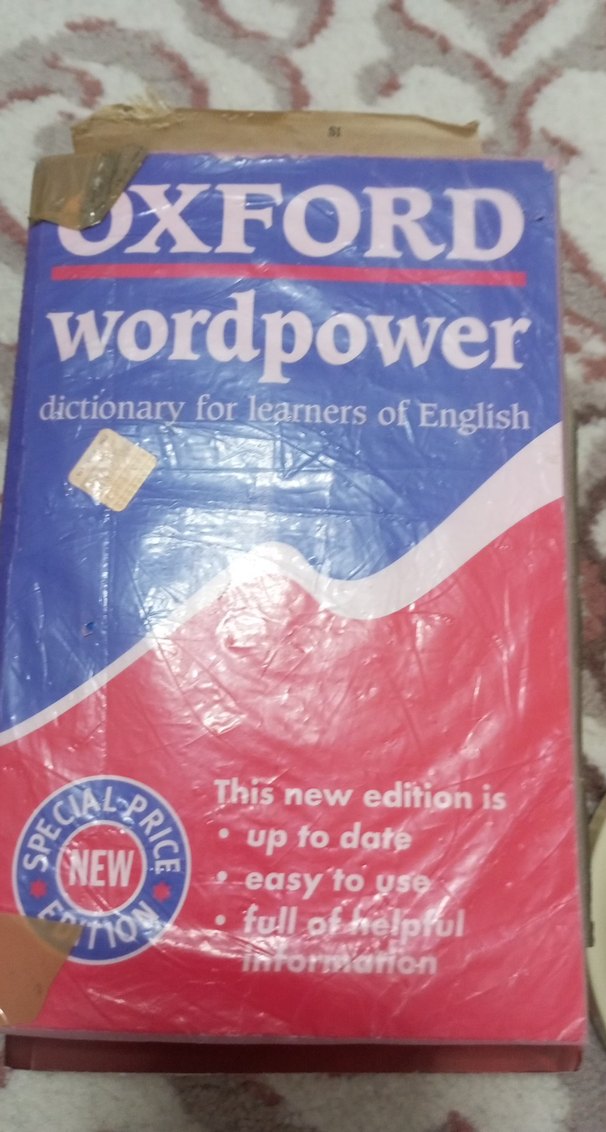 OXFORD
wordpower
dictionary for learners of English
SPECIAL PRICE
NEW
EDITION
This new edition is
• up to date
• easy to use
• full of helpful
information